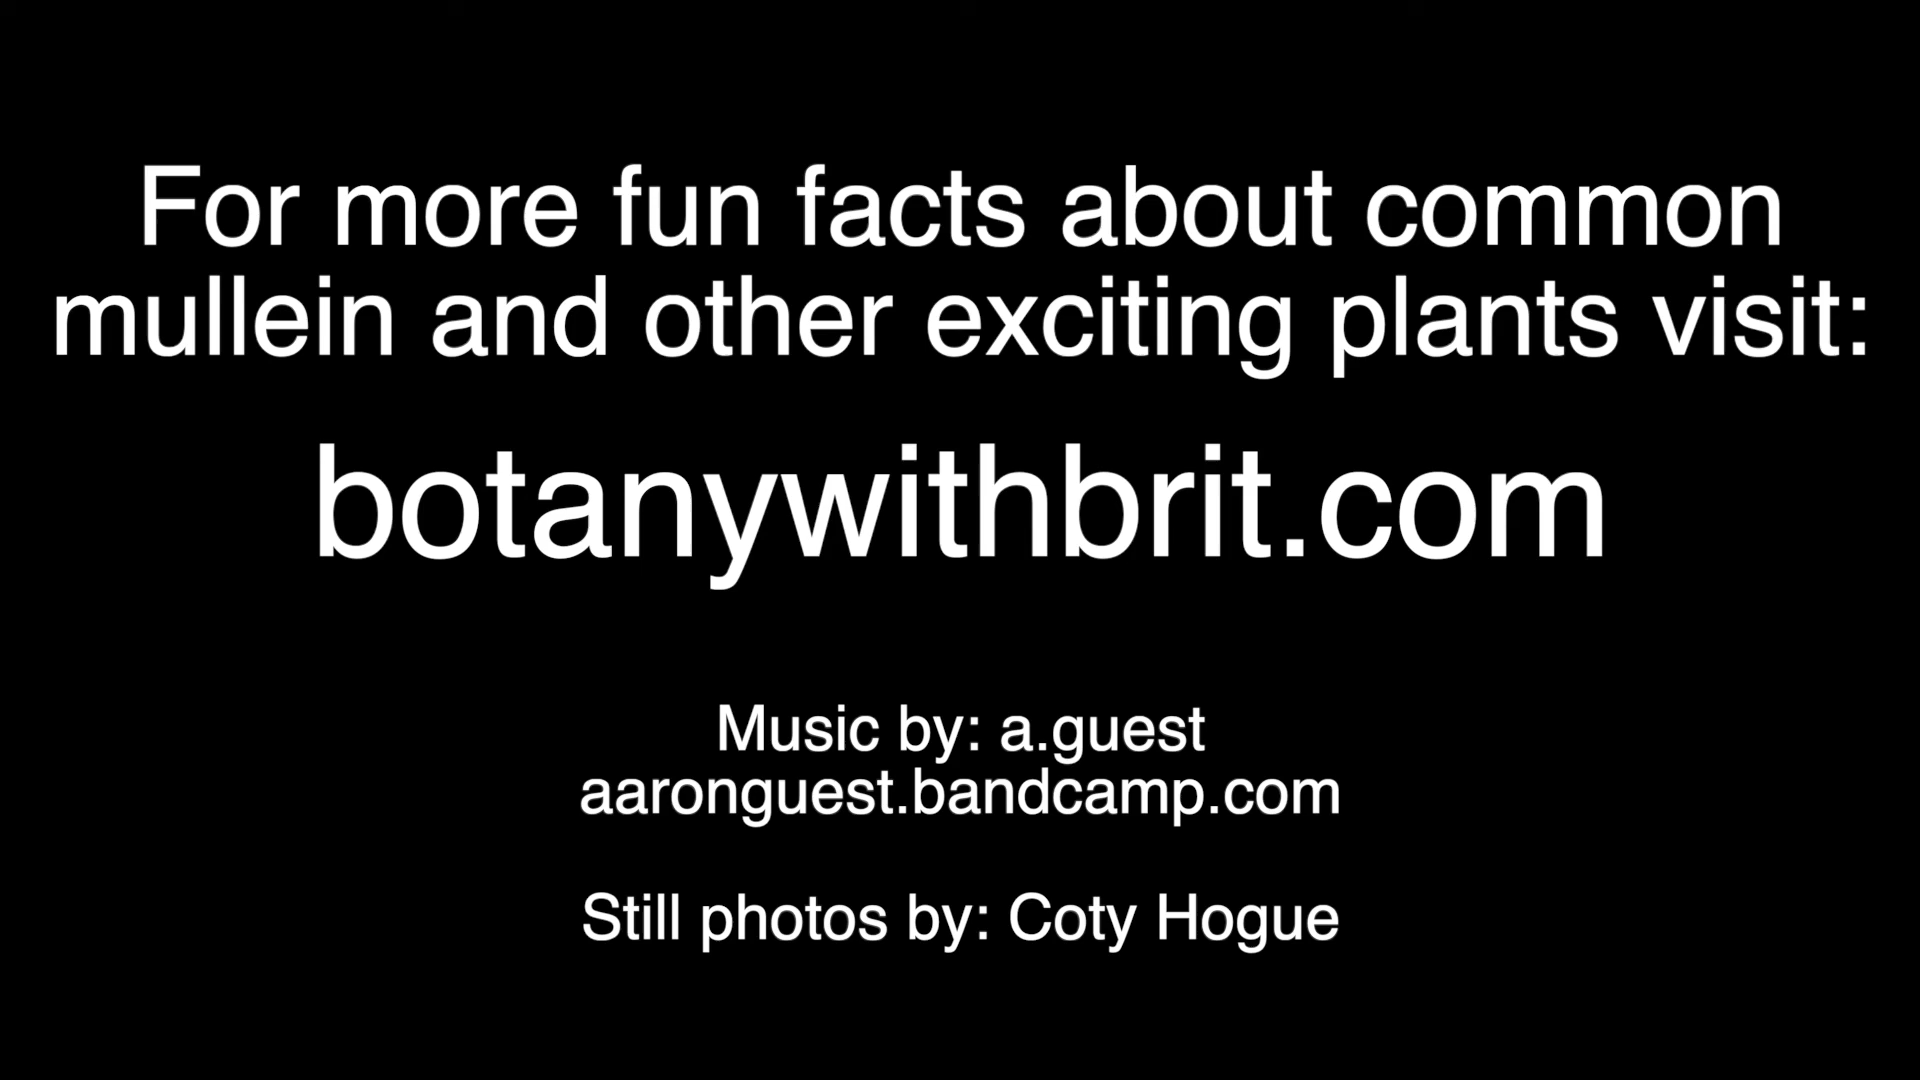 For more fun facts about common
mullein and other exciting plants visit:
botanywithbrit.com
Music by: a.guest
aaronguest.bandcamp.com
Still photos by: Coty Hogue